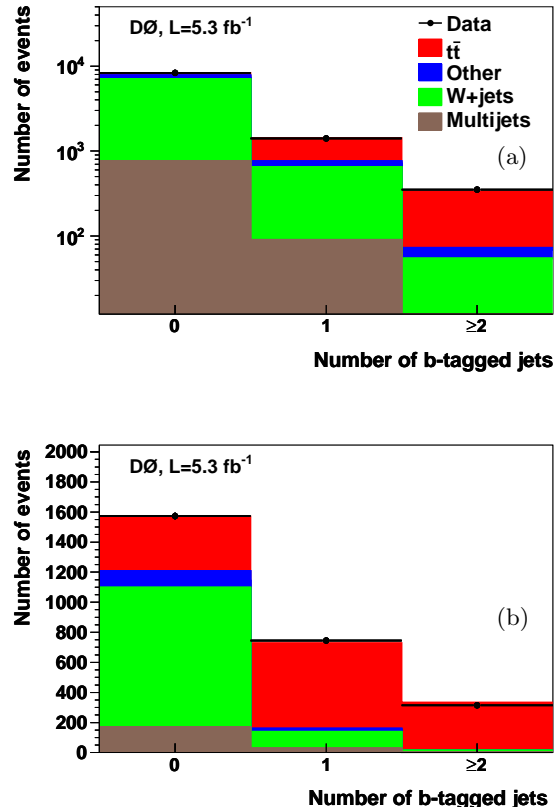 DØ, L=5.3 fb⁻¹
Data
tt̄
Other
W+jets
Multijets
(a)
Number of events
10⁴
10³
10²
0 1 ≥2
Number of b-tagged jets
DØ, L=5.3 fb⁻¹
(b)
Number of events
2000
1800
1600
1400
1200
1000
800
600
400
200
0
0 1 ≥2
Number of b-tagged jets